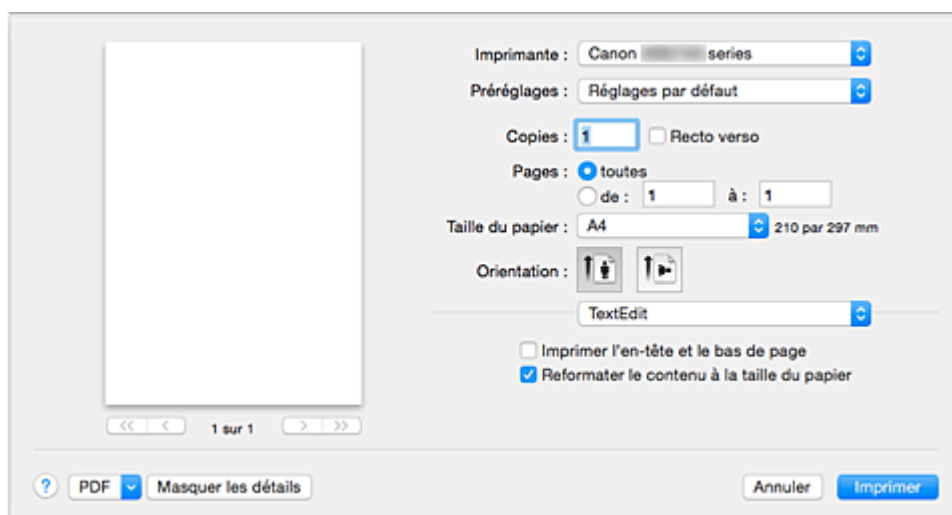 Imprimante : Canon series
Préréglages : Réglages par défaut
Copies : 1 Recto verso
Pages : toutes
de : 1 à : 1
Taille du papier : A4 210 par 297 mm
Orientation :
TextEdit
Imprimer l'en-tête et le bas de page
Reformater le contenu à la taille du papier
<< < 1 sur 1 > >>
? PDF Masquer les détails Annuler Imprimer